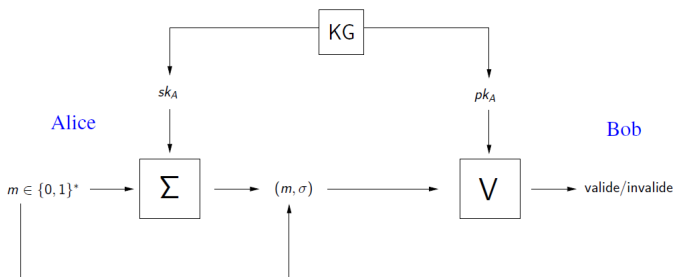 KG
sk_A
pk_A
Alice
Bob
m ∈ {0, 1}*
Σ
(m, σ)
V
valide/invalide